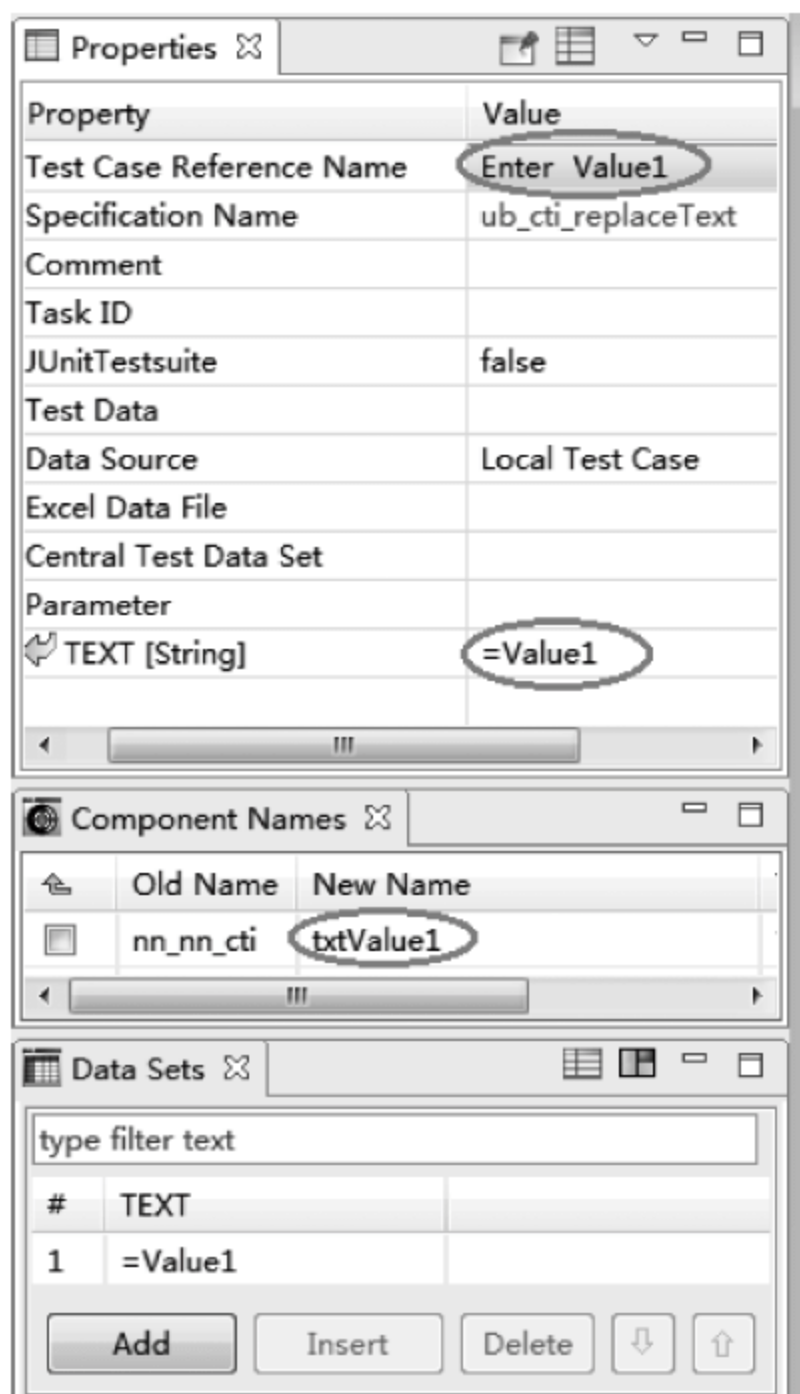 Properties
Property Value
Test Case Reference Name Enter Value1
Specification Name ub_cti_replaceText
Comment
Task ID
JUnitTestsuite false
Test Data
Data Source Local Test Case
Excel Data File
Central Test Data Set
Parameter
TEXT [String] =Value1
Component Names
Old Name New Name
nn_nn_cti txtValue1
Data Sets
type filter text
# TEXT
1 =Value1
Add Insert Delete